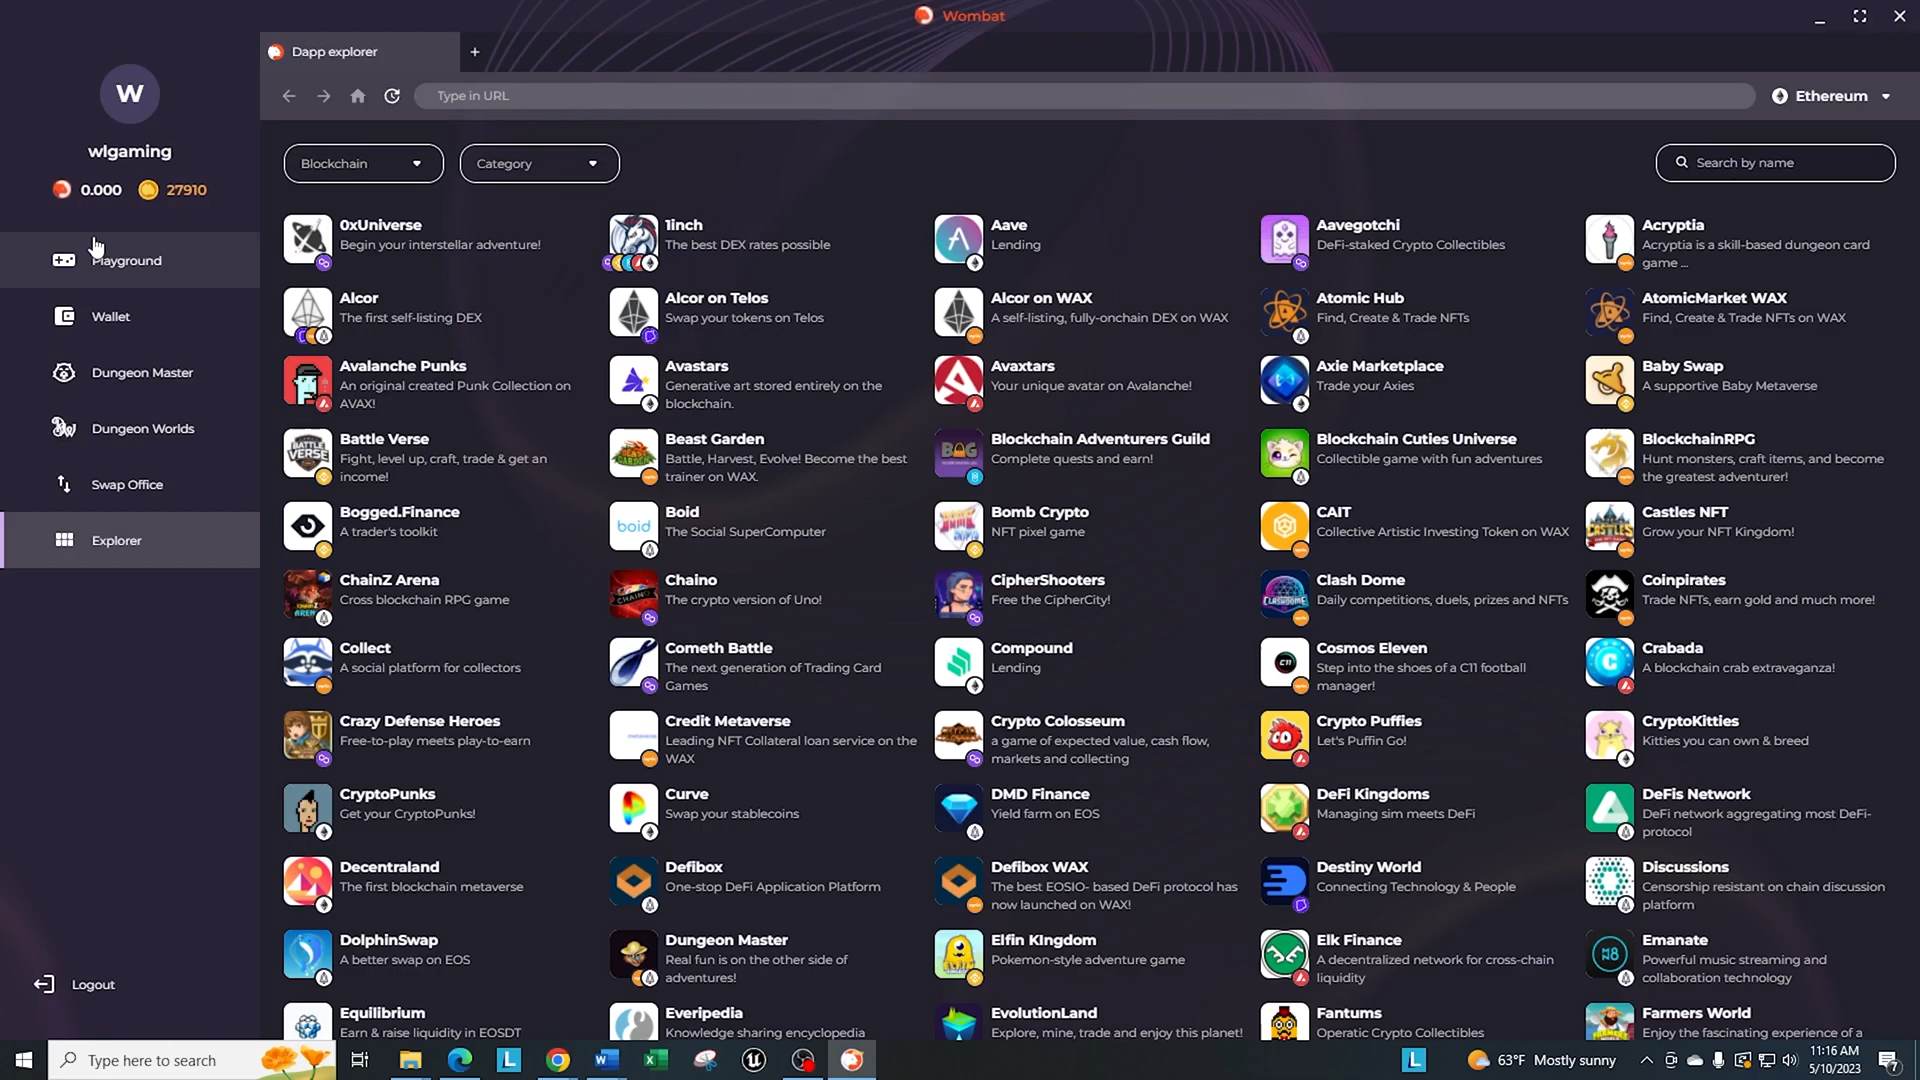 Wombat
Dapp explorer
+
Type in URL
Ethereum
W
wlgaming
0.000 27910
Playground
Wallet
Dungeon Master
Dungeon Worlds
Swap Office
Explorer
Logout
Blockchain
Category
Search by name
0xUniverse
Begin your interstellar adventure!
1inch
The best DEX rates possible
Aave
Lending
Aavegotchi
DeFi-staked Crypto Collectibles
Acryptia
Acryptia is a skill-based dungeon card
game ...
Alcor
The first self-listing DEX
Alcor on Telos
Swap your tokens on Telos
Alcor on WAX
A self-listing, fully-onchain DEX on WAX
Atomic Hub
Find, Create & Trade NFTs
AtomicMarket WAX
Find, Create & Trade NFTs on WAX
Avalanche Punks
An original created Punk Collection on
AVAX!
Avastars
Generative art stored entirely on the
blockchain.
Avaxtars
Your unique avatar on Avalanche!
Axie Marketplace
Trade your Axies
Baby Swap
A supportive Baby Metaverse
BATTLE
VERSE
Battle Verse
Fight, level up, craft, trade & get an
income!
Beast Garden
Battle, Harvest, Evolve! Become the best
trainer on WAX.
BAG
Blockchain Adventurers Guild
Complete quests and earn!
Blockchain Cuties Universe
Collectible game with fun adventures
BlockchainRPG
Hunt monsters, craft items, and become
the greatest adventurer!
Bogged.Finance
A trader's toolkit
boid
Boid
The Social SuperComputer
Bomb Crypto
NFT pixel game
CAIT
Collective Artistic Investing Token on WAX
CASTLES
Castles NFT
Grow your NFT Kingdom!
ChainZ Arena
Cross blockchain RPG game
CHAINO
Chaino
The crypto version of Uno!
CipherShooters
Free the CipherCity!
CLASHDOME
Clash Dome
Daily competitions, duels, prizes and NFTs
Coinpirates
Trade NFTs, earn gold and much more!
Collect
A social platform for collectors
Cometh Battle
The next generation of Trading Card
Games
Compound
Lending
C11
Cosmos Eleven
Step into the shoes of a C11 football
manager!
Crabada
A blockchain crab extravaganza!
Crazy Defense Heroes
Free-to-play meets play-to-earn
Credit Metaverse
Leading NFT Collateral loan service on the
WAX
Crypto Colosseum
a game of expected value, cash flow,
markets and collecting
Crypto Puffies
Let's Puffin Go!
CryptoKitties
Kitties you can own & breed
CryptoPunks
Get your CryptoPunks!
Curve
Swap your stablecoins
DMD Finance
Yield farm on EOS
DeFi Kingdoms
Managing sim meets DeFi
DeFis Network
DeFi network aggregating most DeFi-
protocol
Decentraland
The first blockchain metaverse
Defibox
One-stop DeFi Application Platform
Defibox WAX
The best EOSIO- based DeFi protocol has
now launched on WAX!
Destiny World
Connecting Technology & People
Discussions
Censorship resistant on chain discussion
platform
DolphinSwap
A better swap on EOS
Dungeon Master
Real fun is on the other side of
adventures!
Elfin KIngdom
Pokemon-style adventure game
Elk Finance
A decentralized network for cross-chain
liquidity
Emanate
Powerful music streaming and
collaboration technology
Equilibrium
Earn & raise liquidity in EOSDT
Everipedia
Knowledge sharing encyclopedia
EvolutionLand
Explore, mine, trade and enjoy this planet!
Fantums
Operatic Crypto Collectibles
Farmers World
Enjoy the fascinating experience of a
Type here to search
L
L
63°F Mostly sunny
11:16 AM
5/10/2023
7